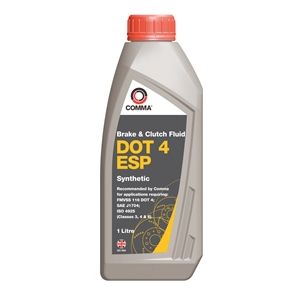 COMMA
Brake & Clutch Fluid
DOT 4
ESP
Synthetic
Recommended by Comma
for applications requiring:
FMVSS 116 DOT 4;
SAE J1704;
ISO 4925
(Classes 3, 4 & 6)
1 Litre